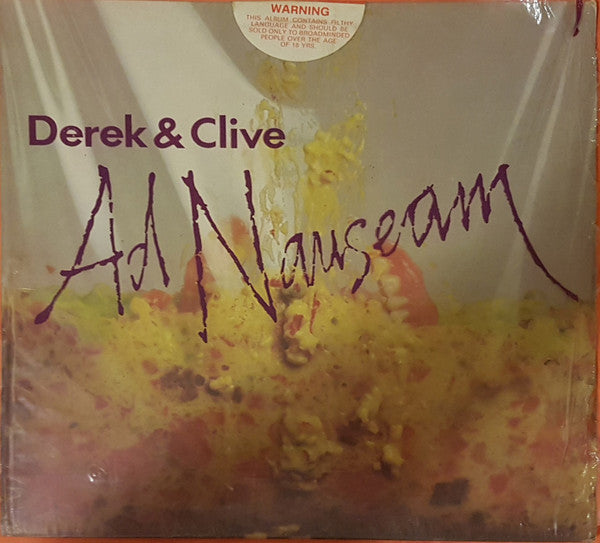 WARNING
THIS ALBUM CONTAINS FILTHY
LANGUAGE AND SHOULD BE
SOLD ONLY TO BROADMINDED
PEOPLE OVER THE AGE
OF 18 YRS.
Derek & Clive
Ad Nauseam